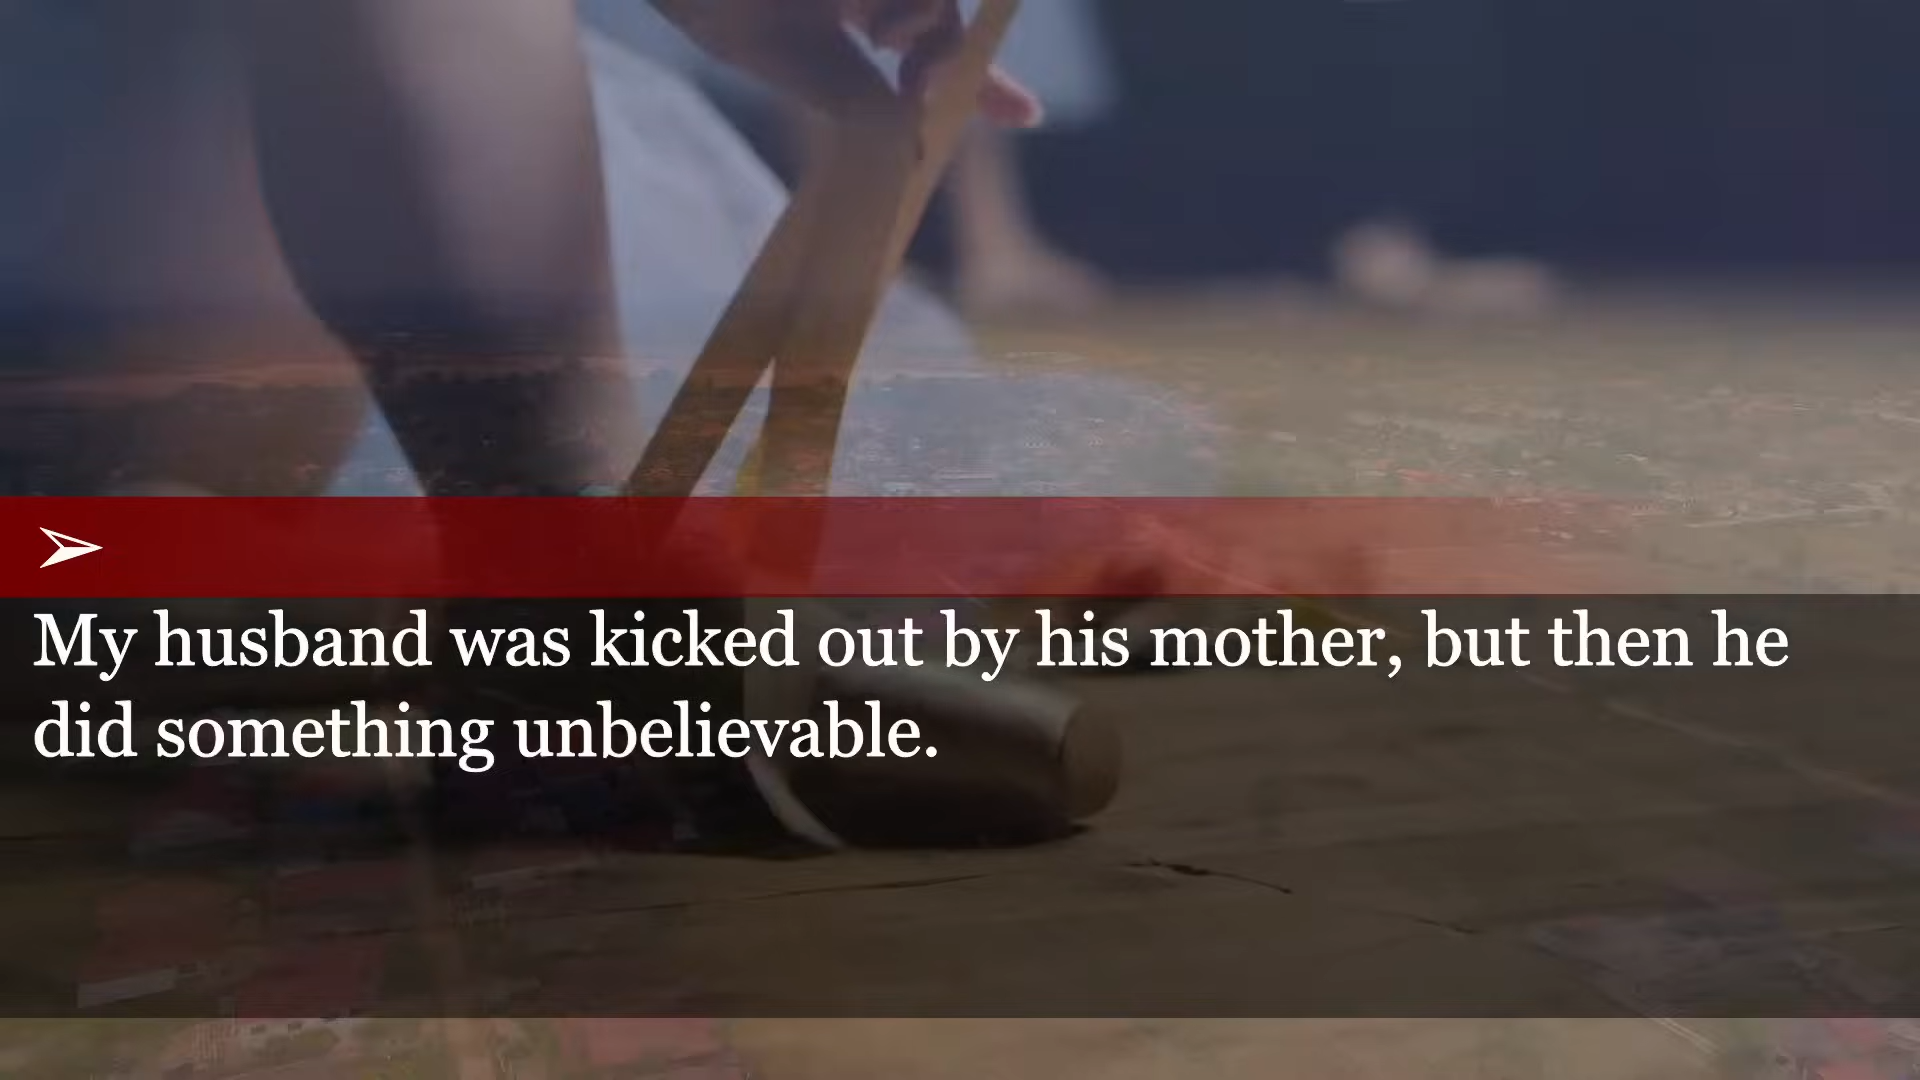 My husband was kicked out by his mother, but then he
did something unbelievable.